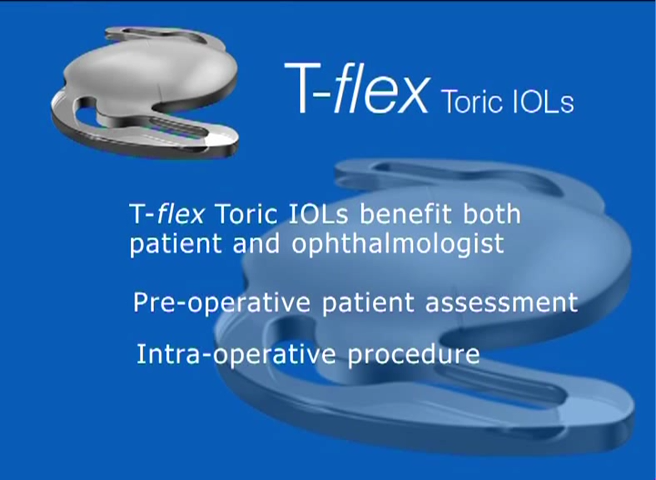 T-flex Toric IOLs
T-flex Toric IOLs benefit both
patient and ophthalmologist
Pre-operative patient assessment
Intra-operative procedure